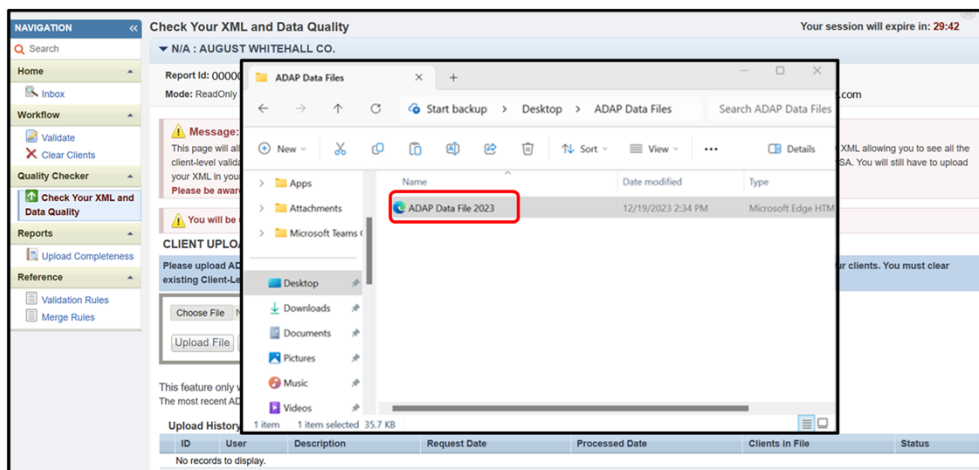 NAVIGATION <<
Search
Home
Inbox
Workflow
Validate
Clear Clients
Quality Checker
Check Your XML and
Data Quality
Reports
Upload Completeness
Reference
Validation Rules
Merge Rules
Check Your XML and Data Quality
Your session will expire in: 29:42
N/A : AUGUST WHITEHALL CO.
Report Id: 00000
Mode: ReadOnly
.com
Message:
This page will all
client-level valida
your XML in your
Please be awar
XML allowing you to see all the
SA. You will still have to upload
You will be
CLIENT UPLOA
Please upload AD
existing Client-Le
ur clients. You must clear
Choose File
Upload File
This feature only
The most recent AD
Upload History
ID User Description Request Date Processed Date Clients in File Status
No records to display.
ADAP Data Files
Start backup > Desktop > ADAP Data Files
Search ADAP Data Files
New
Sort
View
Details
Apps
Attachments
Microsoft Teams
Desktop
Downloads
Documents
Pictures
Music
Videos
Name Date modified Type
ADAP Data File 2023 12/19/2023 2:34 PM Microsoft Edge HTM
1 item 1 item selected 35.7 KB